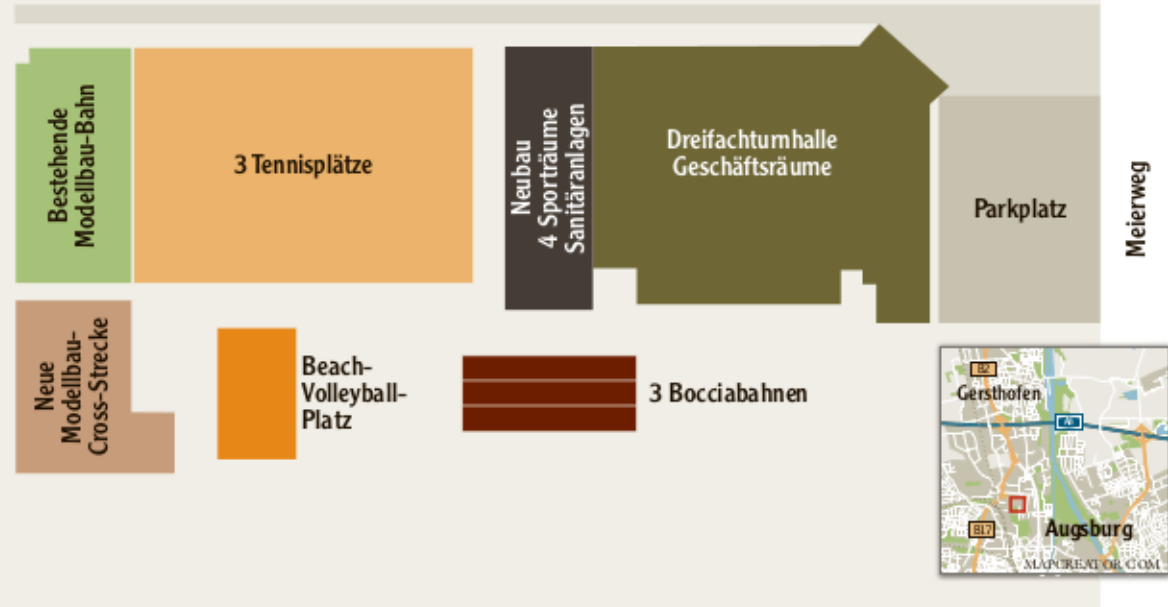 Bestehende
Modellbau-Bahn
3 Tennisplätze
Neubau
4 Sporträume
Sanitäranlagen
Dreifachturnhalle
Geschäftsräume
Parkplatz
Meierweg
Neue
Modellbau-
Cross-Strecke
Beach-
Volleyball-
Platz
3 Bocciabahnen
B2
Gersthofen
A8
B17
Augsburg
MAPCREATOR.COM